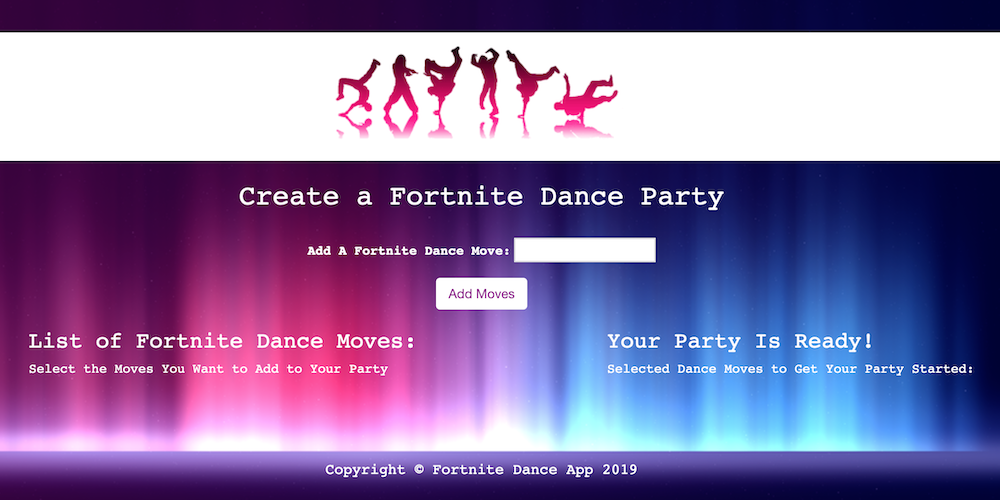 Create a Fortnite Dance Party
Add A Fortnite Dance Move:
Add Moves
List of Fortnite Dance Moves:
Select the Moves You Want to Add to Your Party
Your Party Is Ready!
Selected Dance Moves to Get Your Party Started:
Copyright © Fortnite Dance App 2019